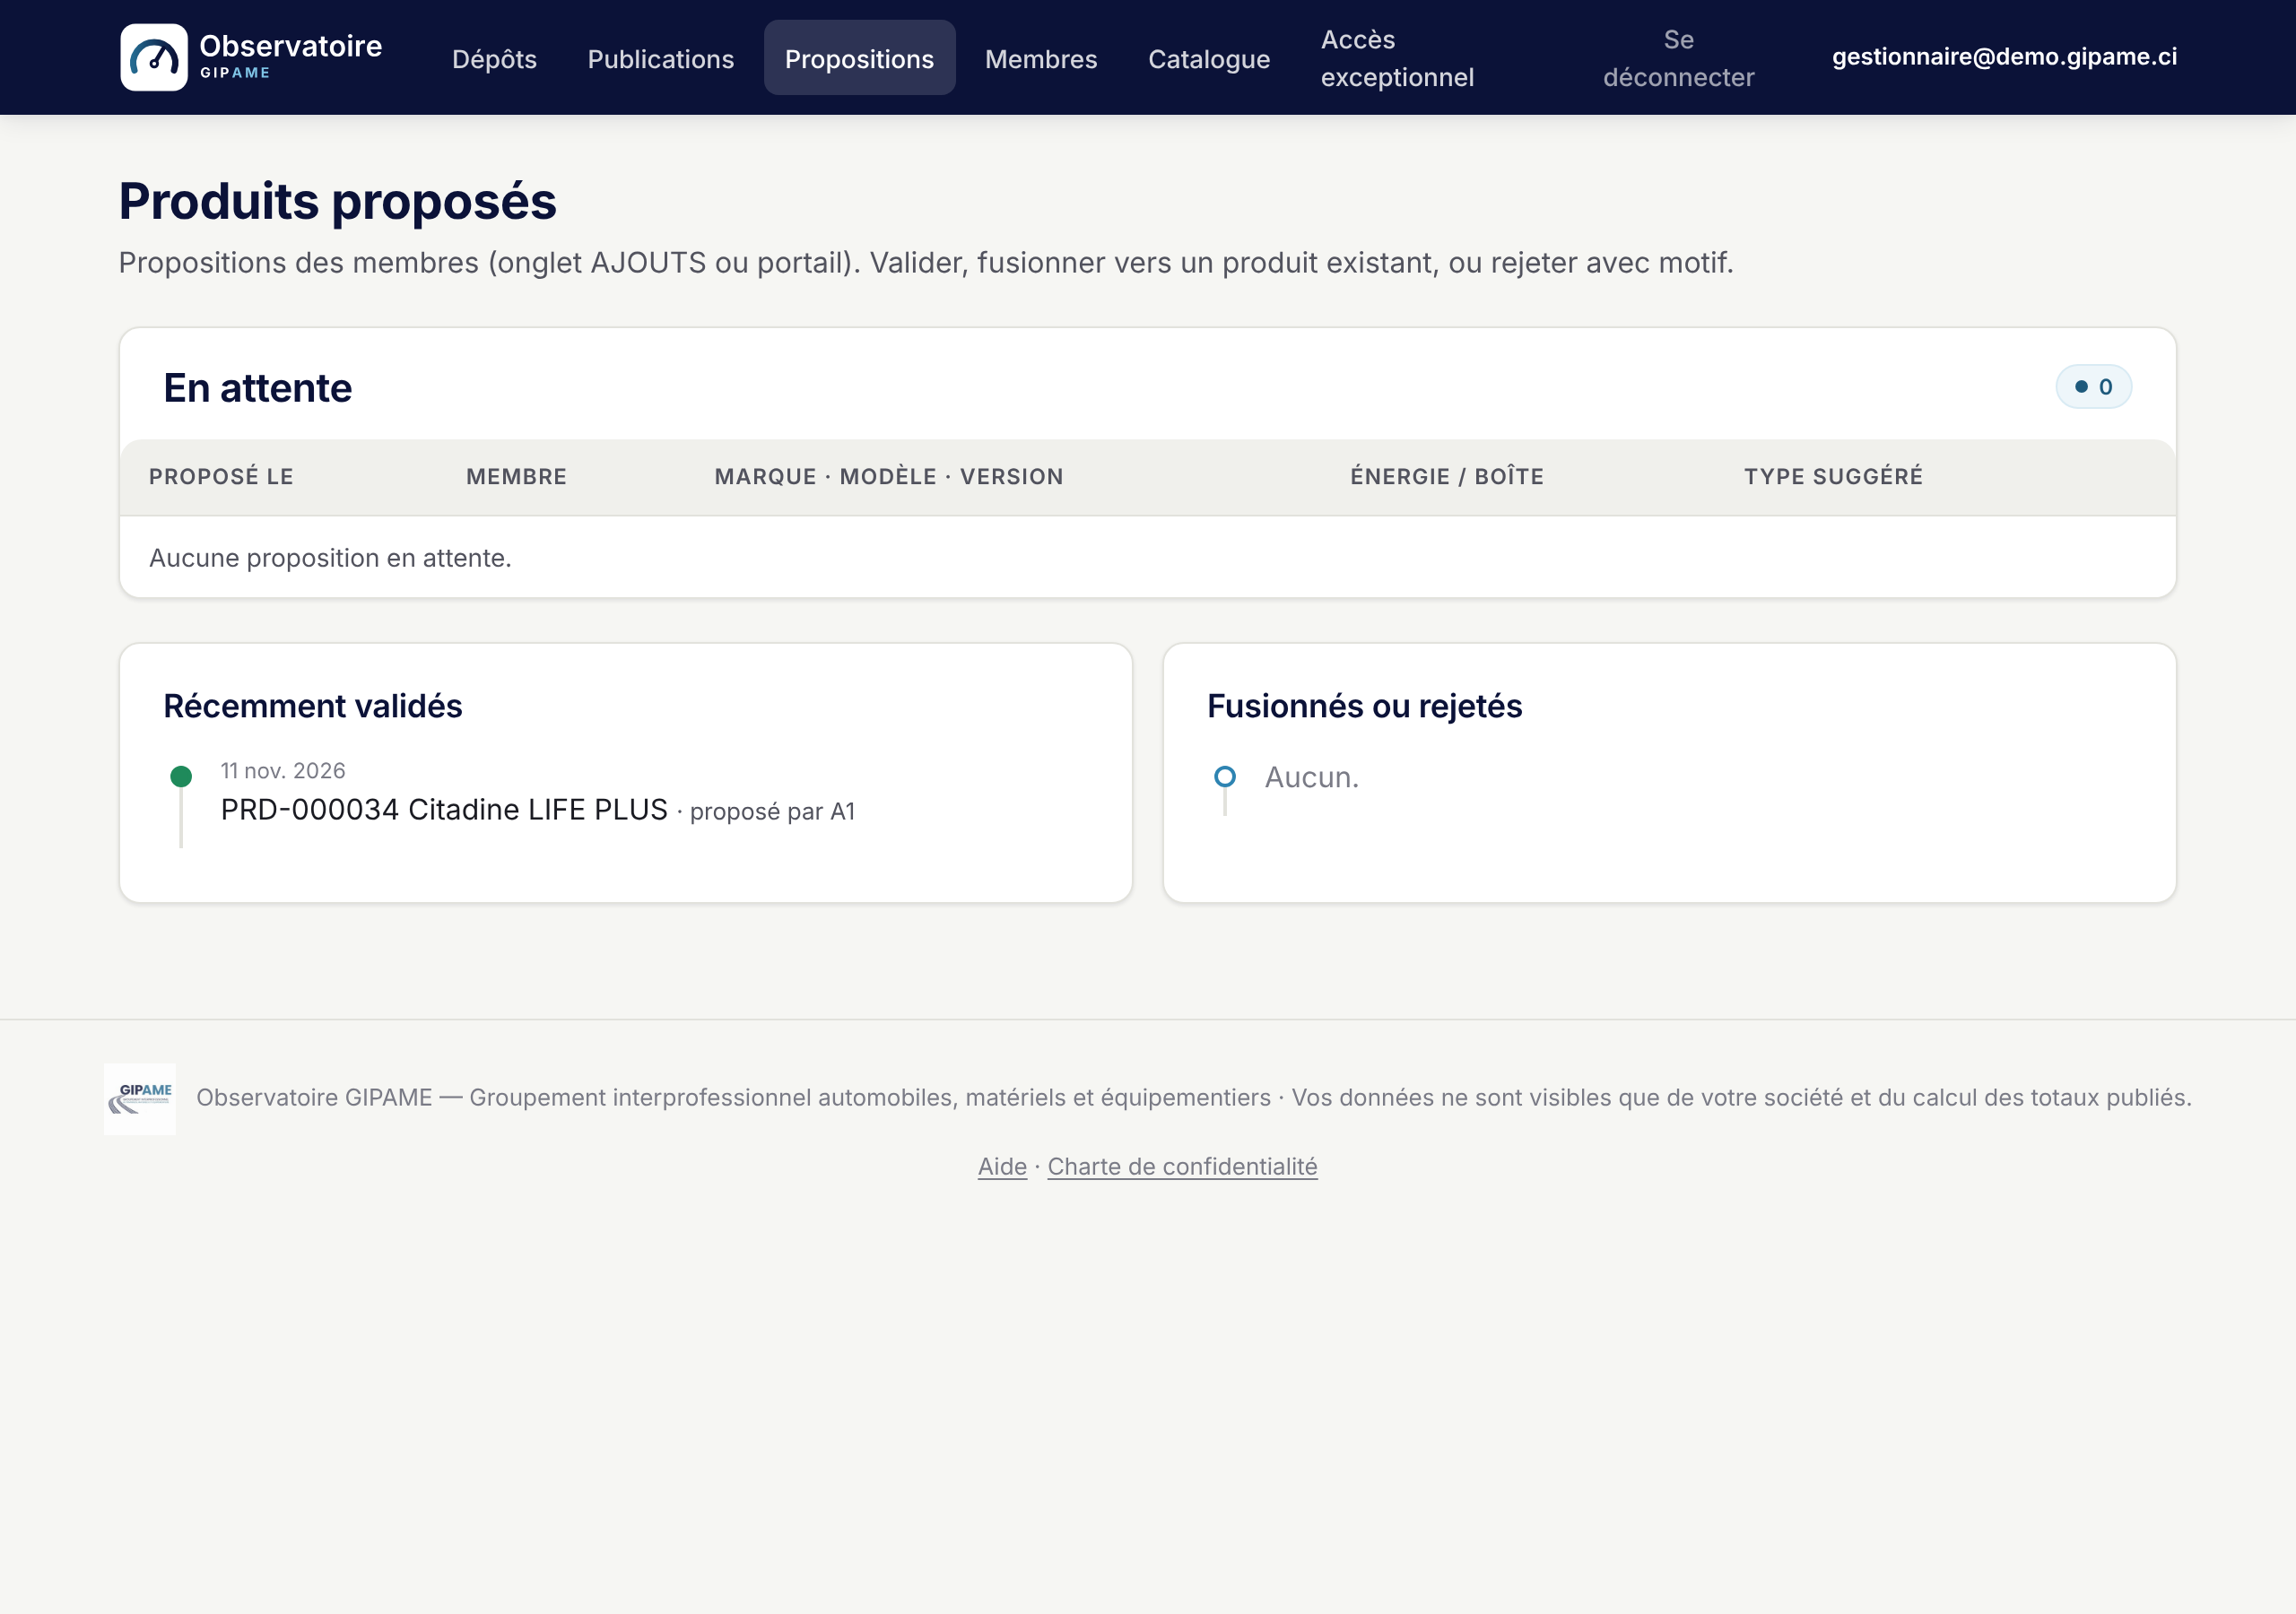 Observatoire
GIPAME
Dépôts
Publications
Propositions
Membres
Catalogue
Accès
exceptionnel
Se
déconnecter
gestionnaire@demo.gipame.ci
Produits proposés
Propositions des membres (onglet AJOUTS ou portail). Valider, fusionner vers un produit existant, ou rejeter avec motif.
En attente
0
PROPOSÉ LE
MEMBRE
MARQUE · MODÈLE · VERSION
ÉNERGIE / BOÎTE
TYPE SUGGÉRÉ
Aucune proposition en attente.
Récemment validés
11 nov. 2026
PRD-000034 Citadine LIFE PLUS · proposé par A1
Fusionnés ou rejetés
Aucun.
GIPAME
Observatoire GIPAME — Groupement interprofessionnel automobiles, matériels et équipementiers · Vos données ne sont visibles que de votre société et du calcul des totaux publiés.
Aide · Charte de confidentialité